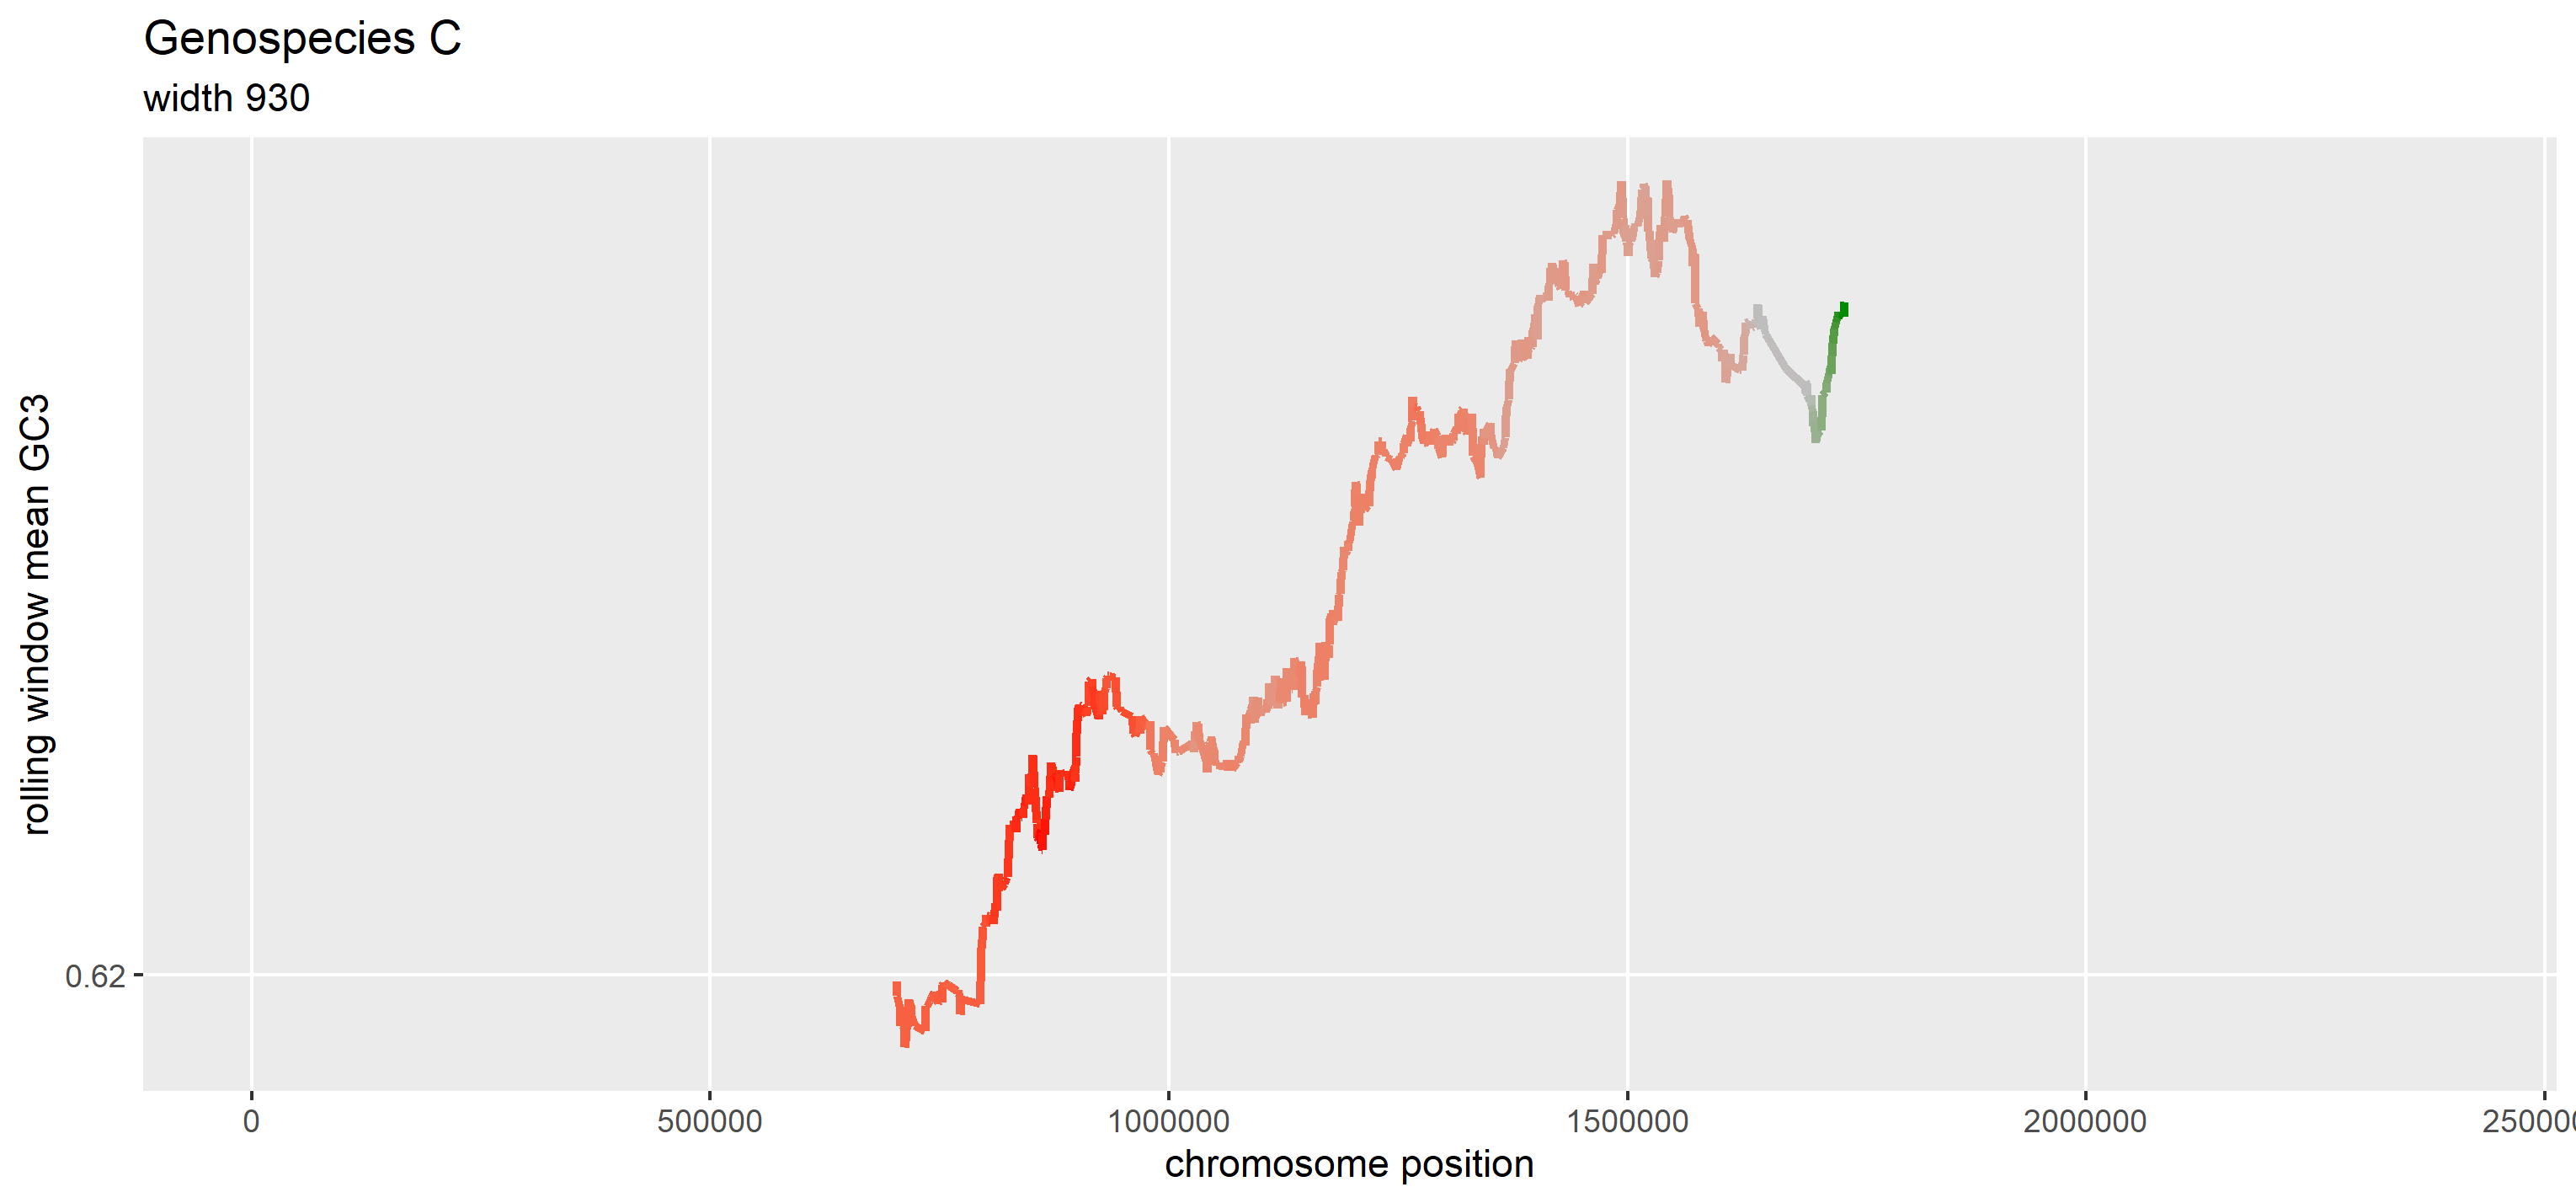 Genospecies C
width 930
rolling window mean GC3
0.62
0 500000 1000000 1500000 2000000
chromosome position